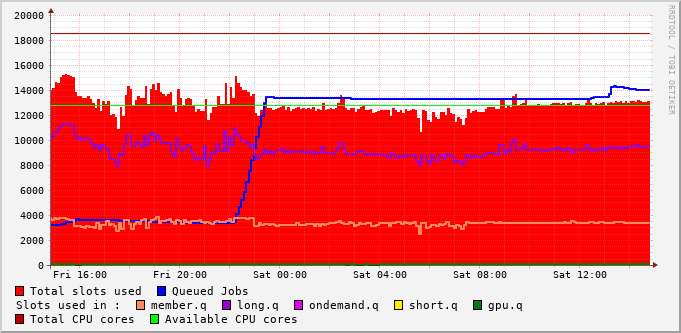 20000
18000
16000
14000
12000
10000
8000
6000
4000
2000
0
Fri 16:00 Fri 20:00 Sat 00:00 Sat 04:00 Sat 08:00 Sat 12:00
Total slots used Queued Jobs
Slots used in : member.q long.q ondemand.q short.q gpu.q
Total CPU cores Available CPU cores
RRDTOOL / TOBI OETIKER